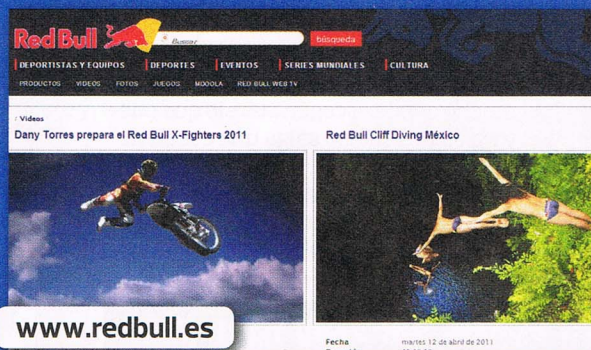 Red Bull
Buscar
búsqueda
DEPORTISTAS Y EQUIPOS
DEPORTES
EVENTOS
SERIES MUNDIALES
CULTURA
PRODUCTOS
VIDEOS
FOTOS
JUEGOS
MOOOLA
RED BULL WEB TV
/ Videos
Dany Torres prepara el Red Bull X-Fighters 2011
Red Bull Cliff Diving México
www.redbull.es
Fecha
martes 12 de abril de 2011